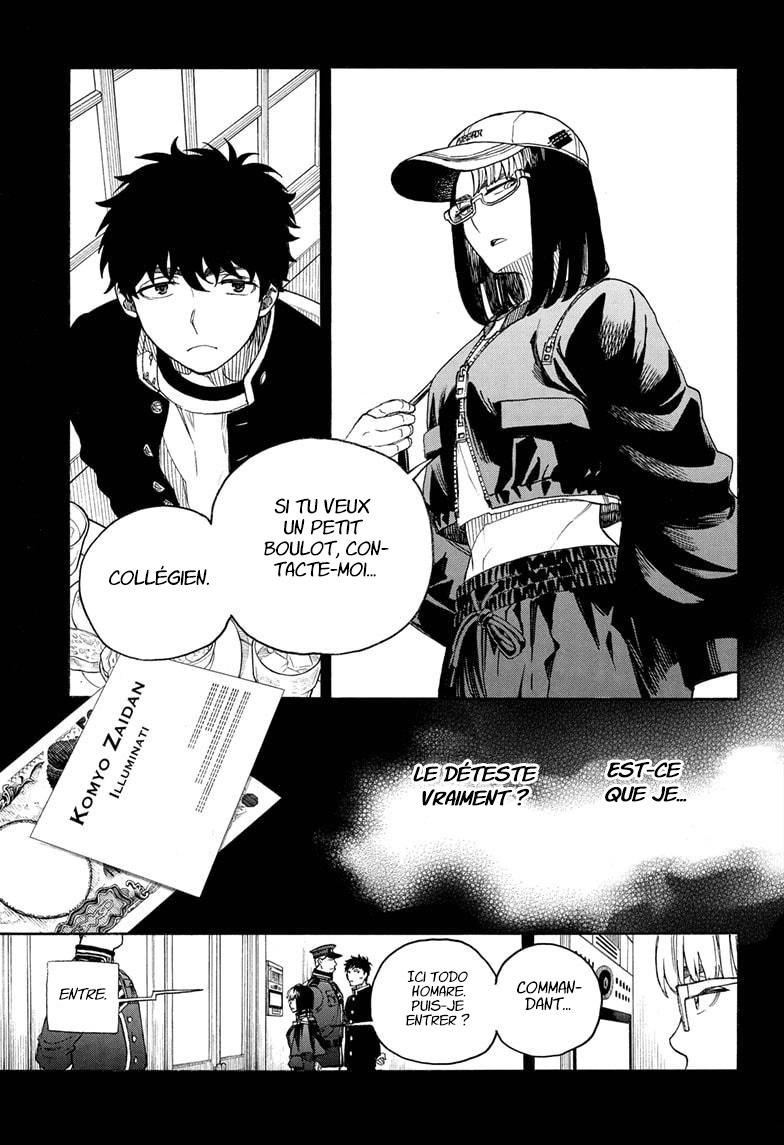 SI TU VEUX
UN PETIT
BOULOT, CON-
TACTE-MOI...
COLLÉGIEN.
KOMYO ZAIDAN
ILLUMINATI
EST-CE
QUE JE...
LE DÉTESTE
VRAIMENT ?
COMMAN-
DANT...
ICI TODO
HOMARE.
PUIS-JE
ENTRER ?
ENTRE.